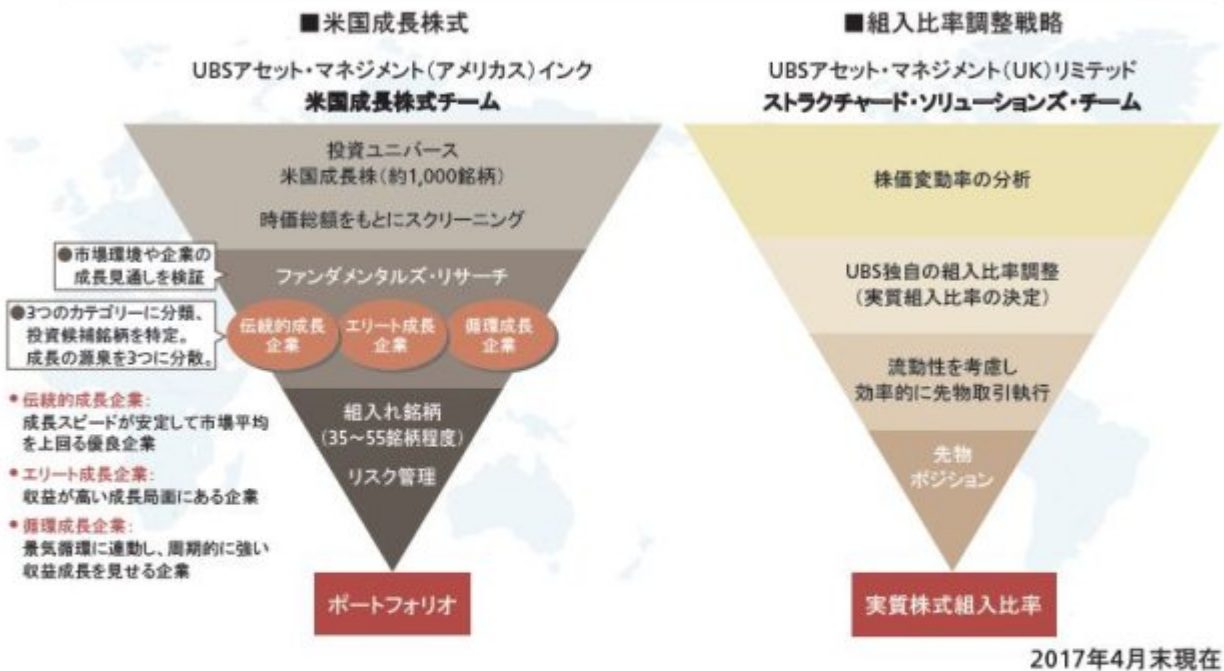 ■米国成長株式
UBSアセット・マネジメント(アメリカス)インク
米国成長株式チーム
投資ユニバース
米国成長株(約1,000銘柄)
時価総額をもとにスクリーニング
●市場環境や企業の
成長見通しを検証
ファンダメンタルズ・リサーチ
●3つのカテゴリーに分類、
投資候補銘柄を特定。
成長の源泉を3つに分散。
伝統的成長
企業
エリート成長
企業
循環成長
企業
• 伝統的成長企業:
成長スピードが安定して市場平均
を上回る優良企業
• エリート成長企業:
収益が高い成長局面にある企業
• 循環成長企業:
景気循環に連動し、周期的に強い
収益成長を見せる企業
組入れ銘柄
(35~55銘柄程度)
リスク管理
ポートフォリオ
■組入比率調整戦略
UBSアセット・マネジメント(UK)リミテッド
ストラクチャード・ソリューションズ・チーム
株価変動率の分析
UBS独自の組入比率調整
(実質組入比率の決定)
流動性を考慮し
効率的に先物取引執行
先物
ポジション
実質株式組入比率
2017年4月末現在